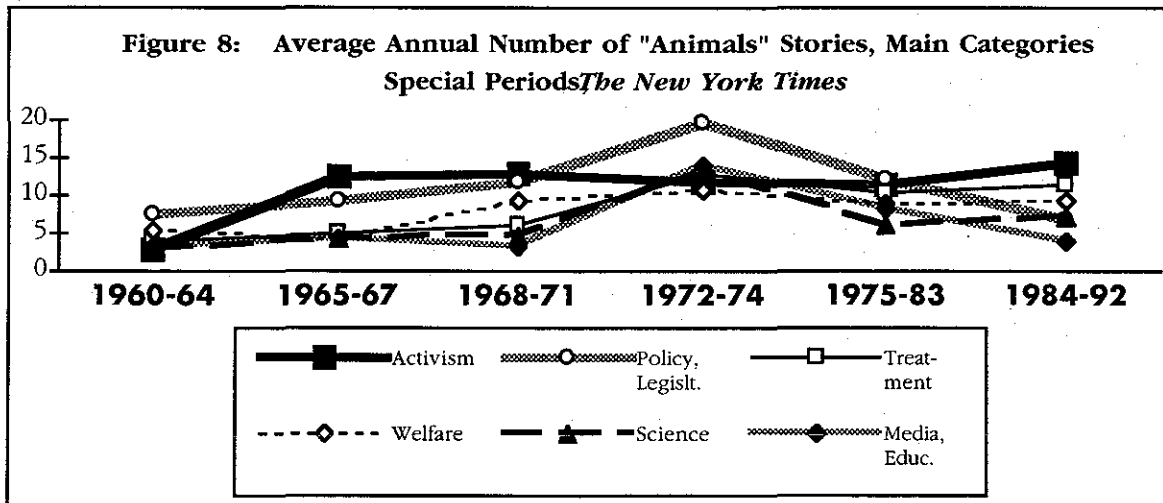 Figure 8: Average Annual Number of "Animals" Stories, Main Categories
Special Periods,The New York Times
20
15
10
5
0
1960-64 1965-67 1968-71 1972-74 1975-83 1984-92
Activism Policy, Legislt. Treat-ment
Welfare Science Media, Educ.